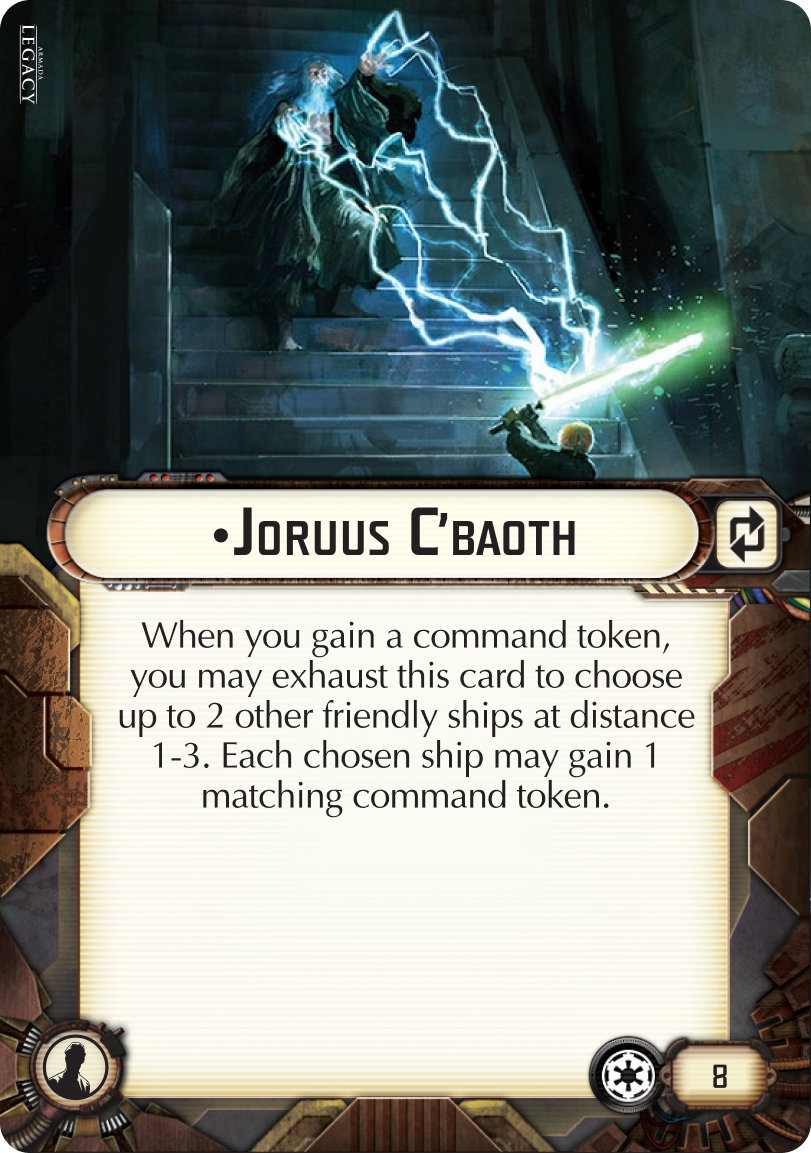 ARMADA
LEGACY
•JORUUS C'BAOTH
When you gain a command token,
you may exhaust this card to choose
up to 2 other friendly ships at distance
1-3. Each chosen ship may gain 1
matching command token.
8